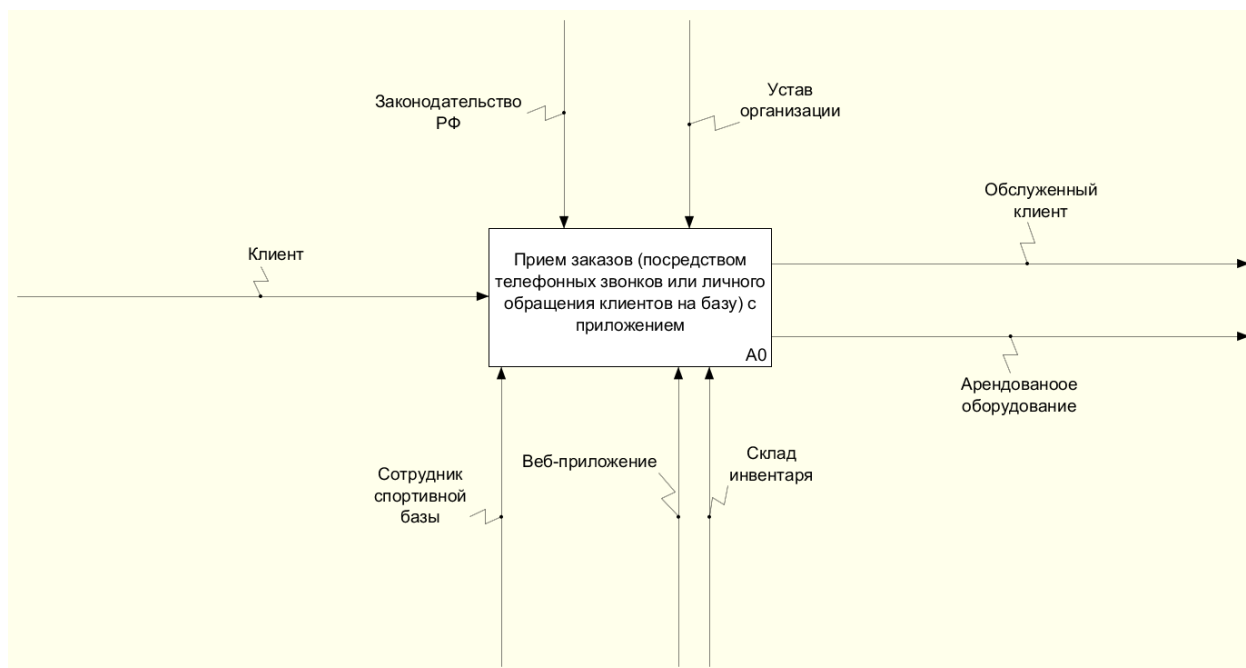 Законодательство
РФ
Устав
организации
Обслуженный
клиент
Клиент
Прием заказов (посредством
телефонных звонков или личного
обращения клиентов на базу) с
приложением
A0
Арендованоое
оборудование
Сотрудник
спортивной
базы
Веб-приложение
Склад
инвентаря